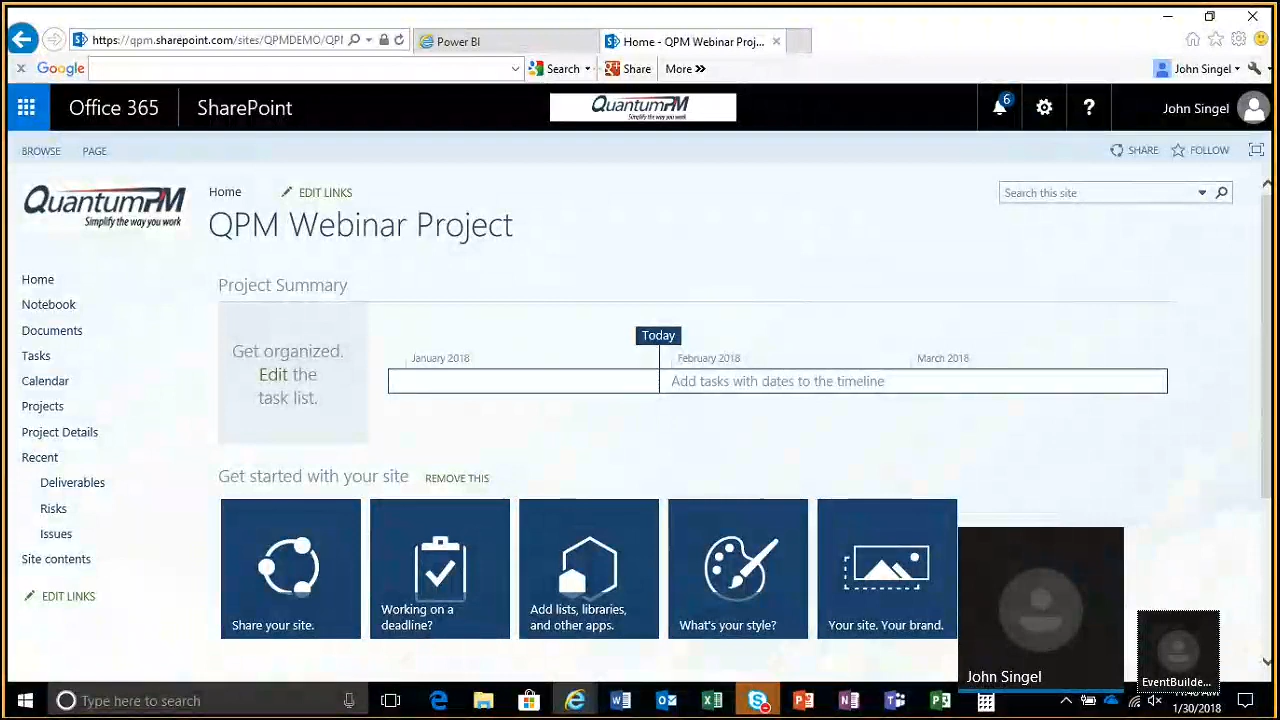 https://qpm.sharepoint.com/sites/QPMDEMO/QPI
Power BI
Home - QPM Webinar Proj...
Google
Search
Share
More »
John Singel
Office 365
SharePoint
QuantumPM
Simplify the way you work
6
?
John Singel
BROWSE
PAGE
SHARE
FOLLOW
QuantumPM
Simplify the way you work
Home
EDIT LINKS
Search this site
QPM Webinar Project
Home
Notebook
Documents
Tasks
Calendar
Projects
Project Details
Recent
Deliverables
Risks
Issues
Site contents
EDIT LINKS
Project Summary
Get organized.
Edit the
task list.
Today
January 2018
February 2018
March 2018
Add tasks with dates to the timeline
Get started with your site
REMOVE THIS
Share your site.
Working on a
deadline?
Add lists, libraries,
and other apps.
What's your style?
Your site. Your brand.
John Singel
EventBuilde...
Type here to search
1/30/2018